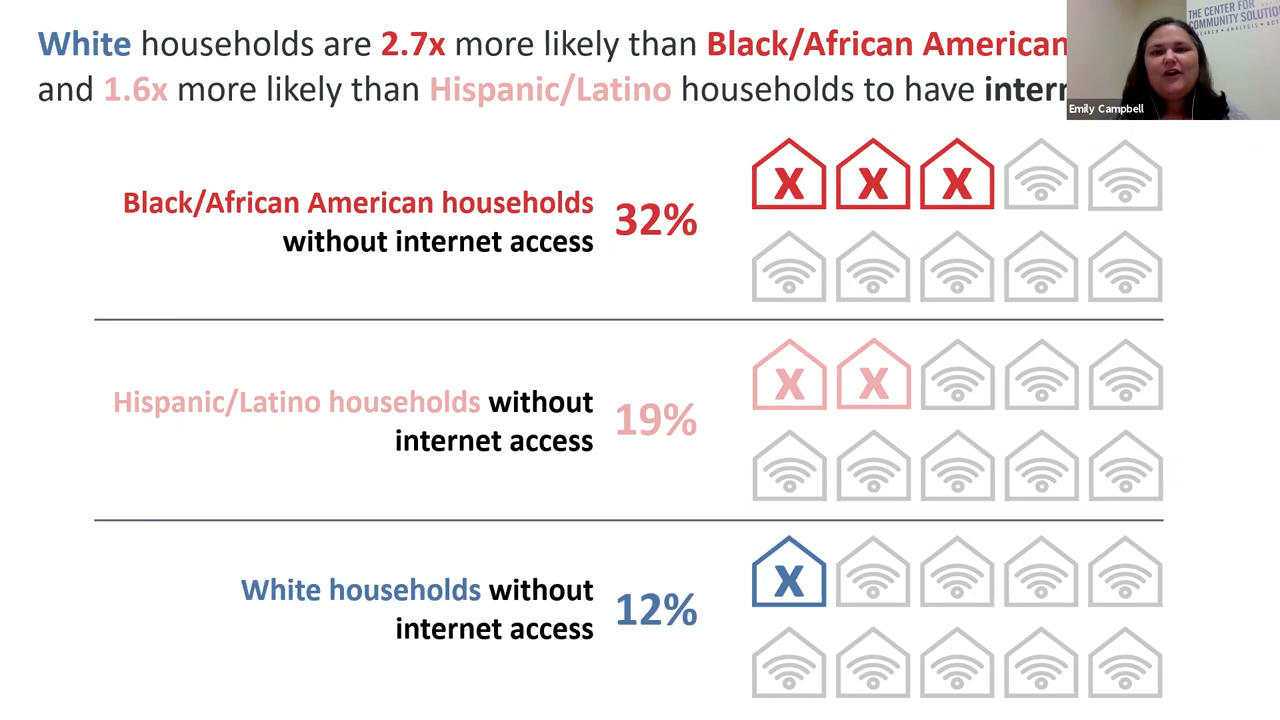 White households are 2.7x more likely than Black/African American
and 1.6x more likely than Hispanic/Latino households to have
THE CENTER FOR
COMMUNITY
Emily Campbell
Black/African American households
without internet access
32%
X X X
Hispanic/Latino households without
internet access
19%
X X
White households without
internet access
12%
X